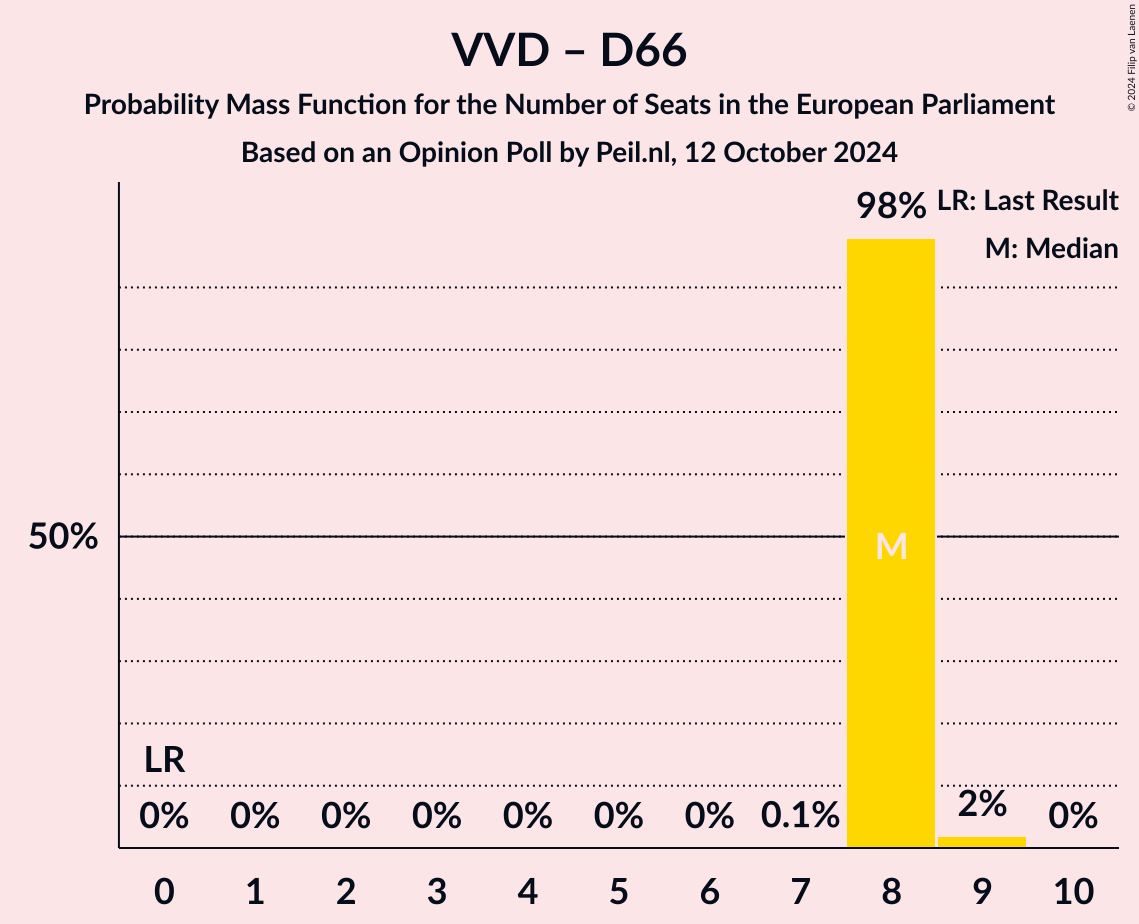 VVD – D66
Probability Mass Function for the Number of Seats in the European Parliament
Based on an Opinion Poll by Peil.nl, 12 October 2024
© 2024 Filip van Laenen
98%
LR: Last Result
M: Median
50%
M
LR
0% 0% 0% 0% 0% 0% 0% 0.1% 2% 0%
0 1 2 3 4 5 6 7 8 9 10